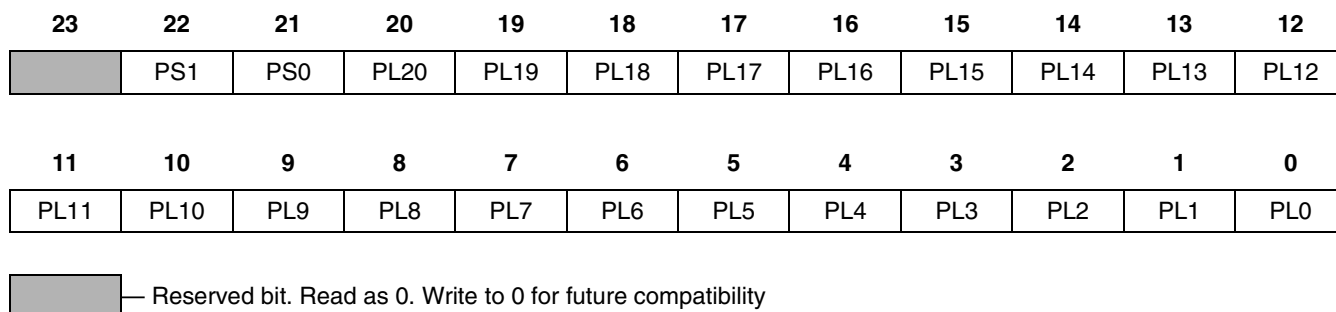 23 22 21 20 19 18 17 16 15 14 13 12
PS1 PS0 PL20 PL19 PL18 PL17 PL16 PL15 PL14 PL13 PL12
11 10 9 8 7 6 5 4 3 2 1 0
PL11 PL10 PL9 PL8 PL7 PL6 PL5 PL4 PL3 PL2 PL1 PL0
— Reserved bit. Read as 0. Write to 0 for future compatibility